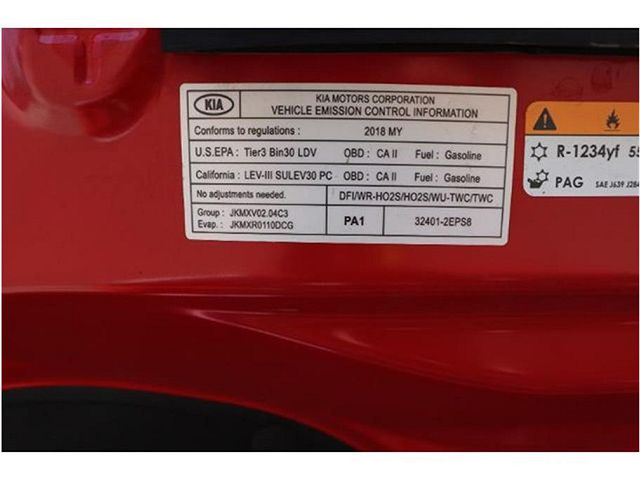 KIA
KIA MOTORS CORPORATION
VEHICLE EMISSION CONTROL INFORMATION
Conforms to regulations : 2018 MY
U.S.EPA : Tier3 Bin30 LDV OBD : CA II Fuel : Gasoline
California : LEV-III SULEV30 PC OBD : CA II Fuel : Gasoline
No adjustments needed. DFI/WR-HO2S/HO2S/WU-TWC/TWC
Group : JKMXV02.04C3
Evap. : JKMXR0110DCG
PA1 32401-2EPS8
R-1234yf
PAG SAE J639